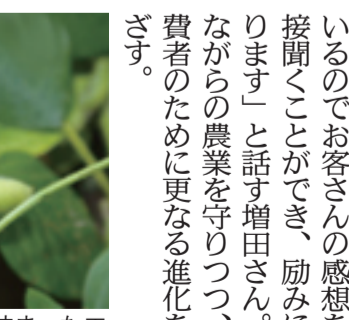 いるのでお客さんの感想を
接聞くことができ、励みに
ります」と話す増田さん。
ながらの農業を守りつつ、
費者のために更なる進化を
ざす。